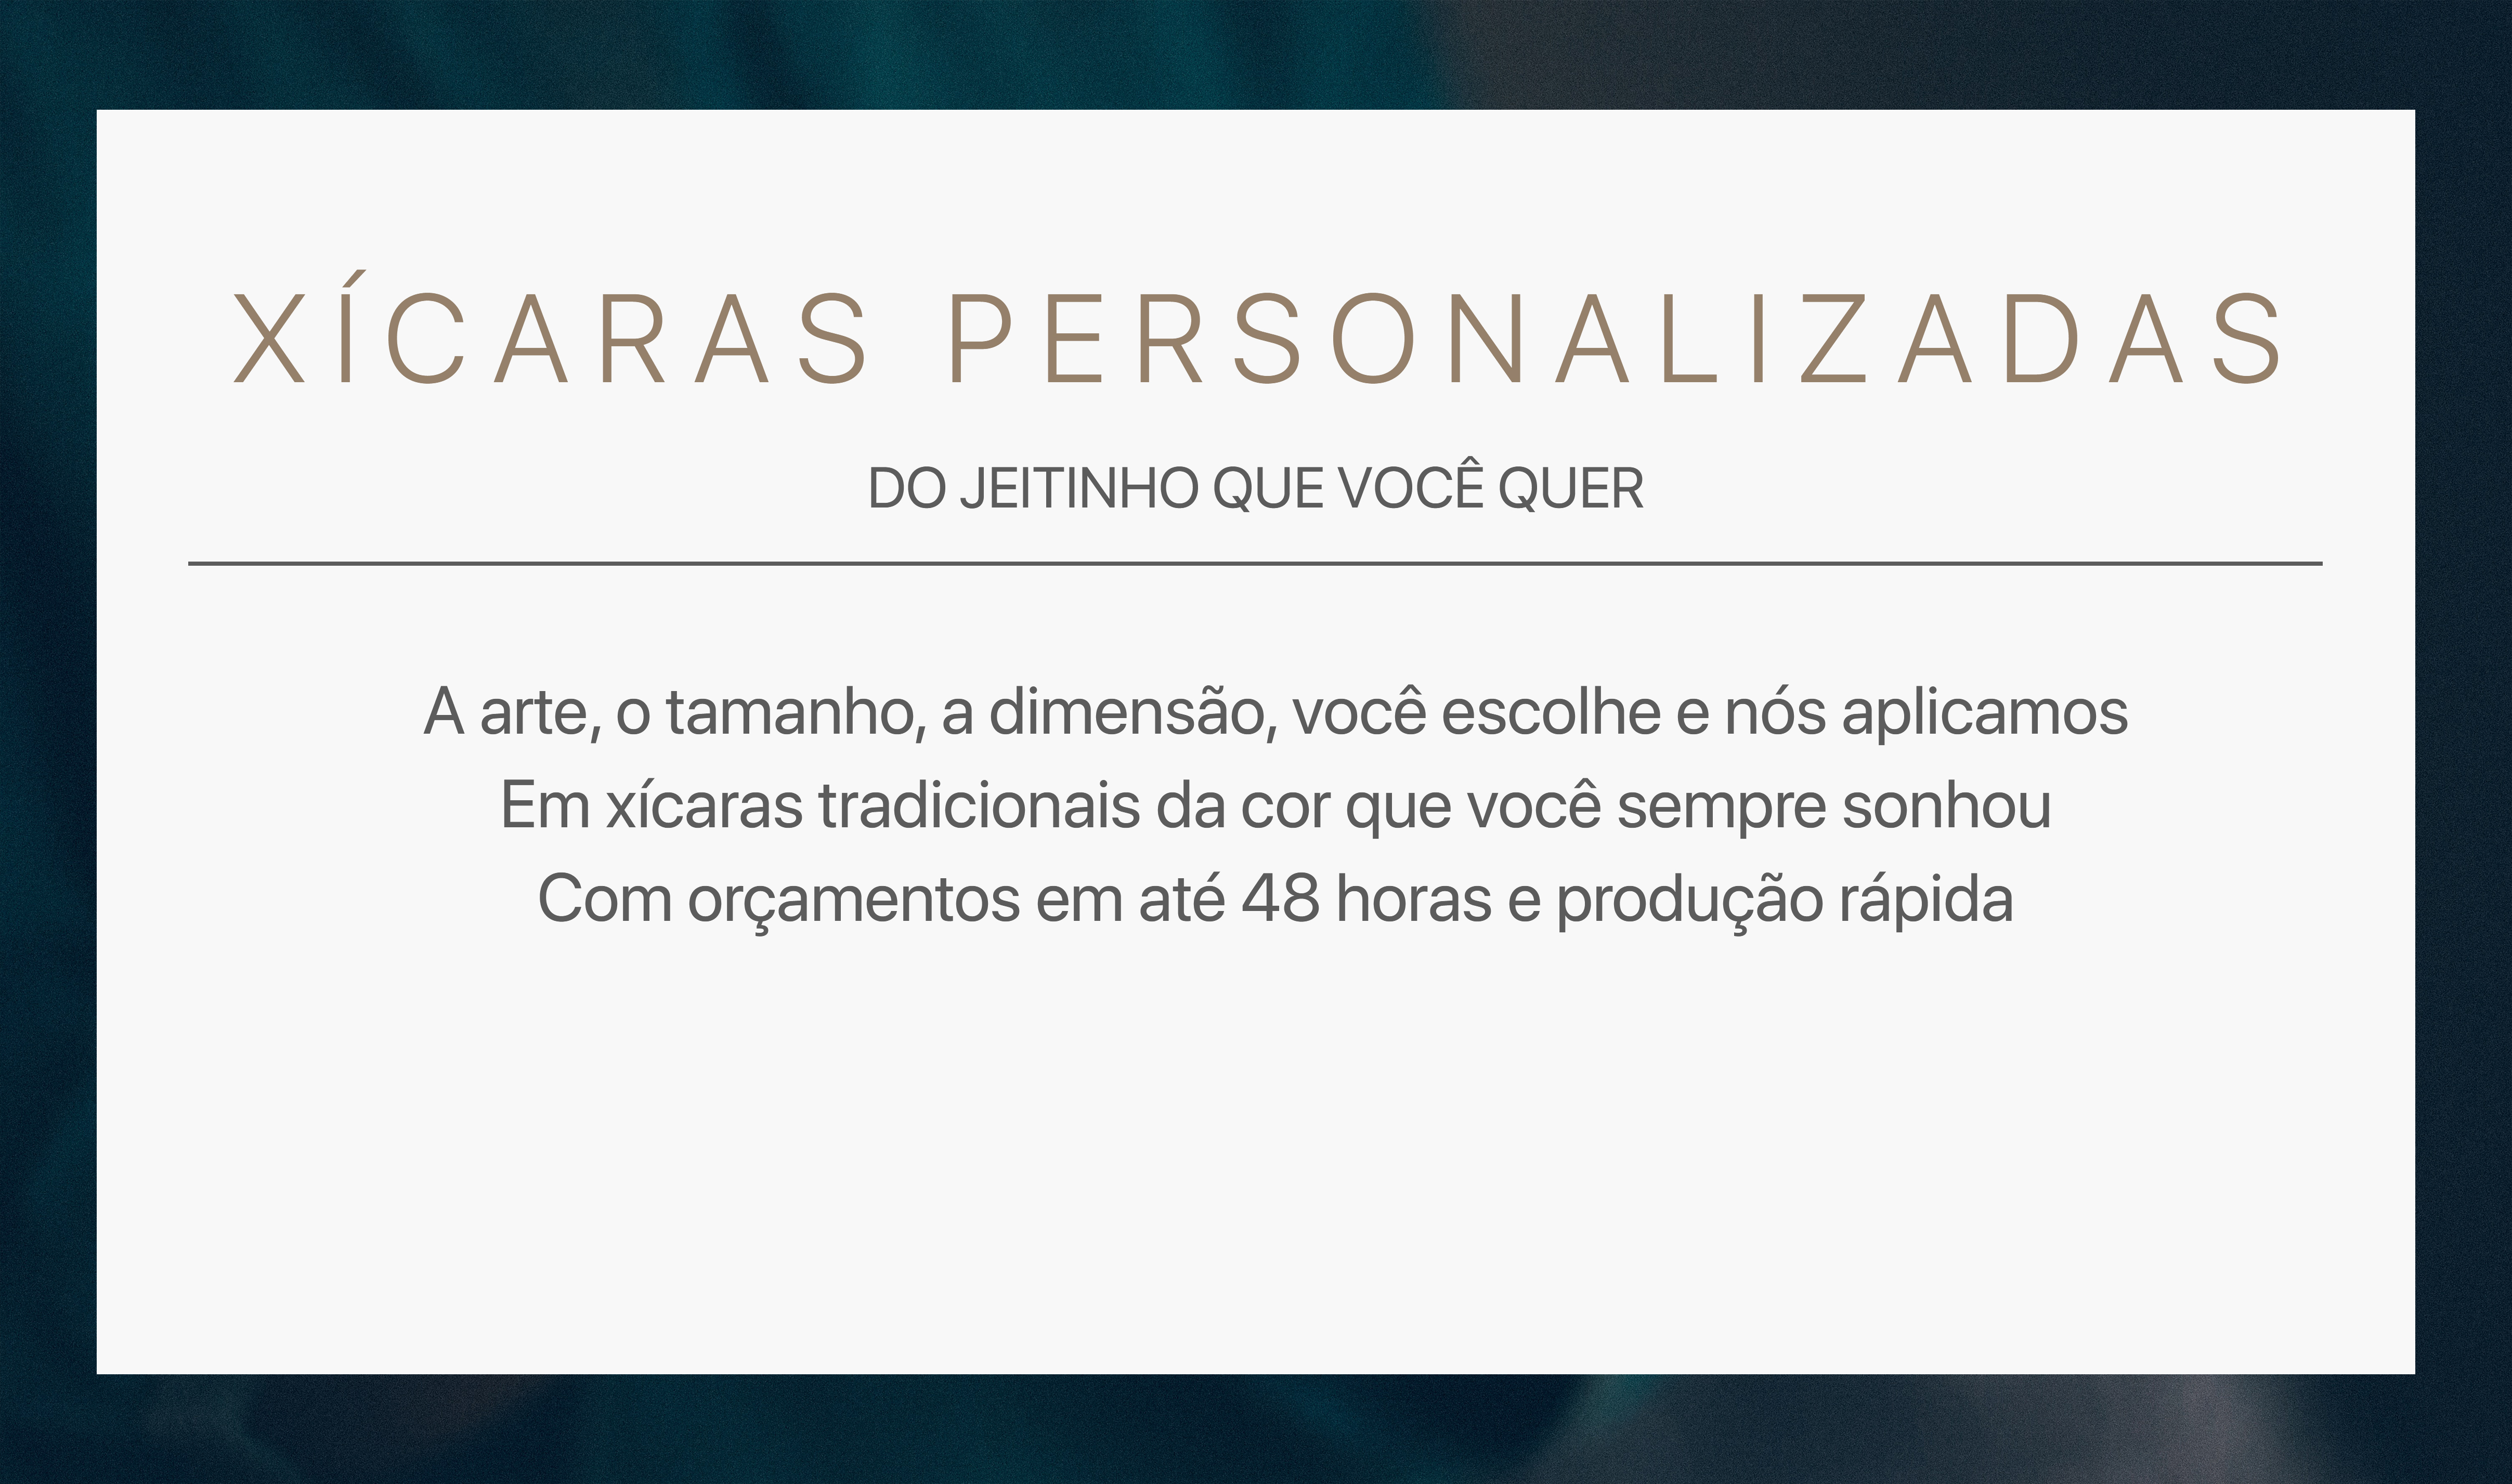 XÍCARAS PERSONALIZADAS
DO JEITINHO QUE VOCÊ QUER
A arte, o tamanho, a dimensão, você escolhe e nós aplicamos
Em xícaras tradicionais da cor que você sempre sonhou
Com orçamentos em até 48 horas e produção rápida